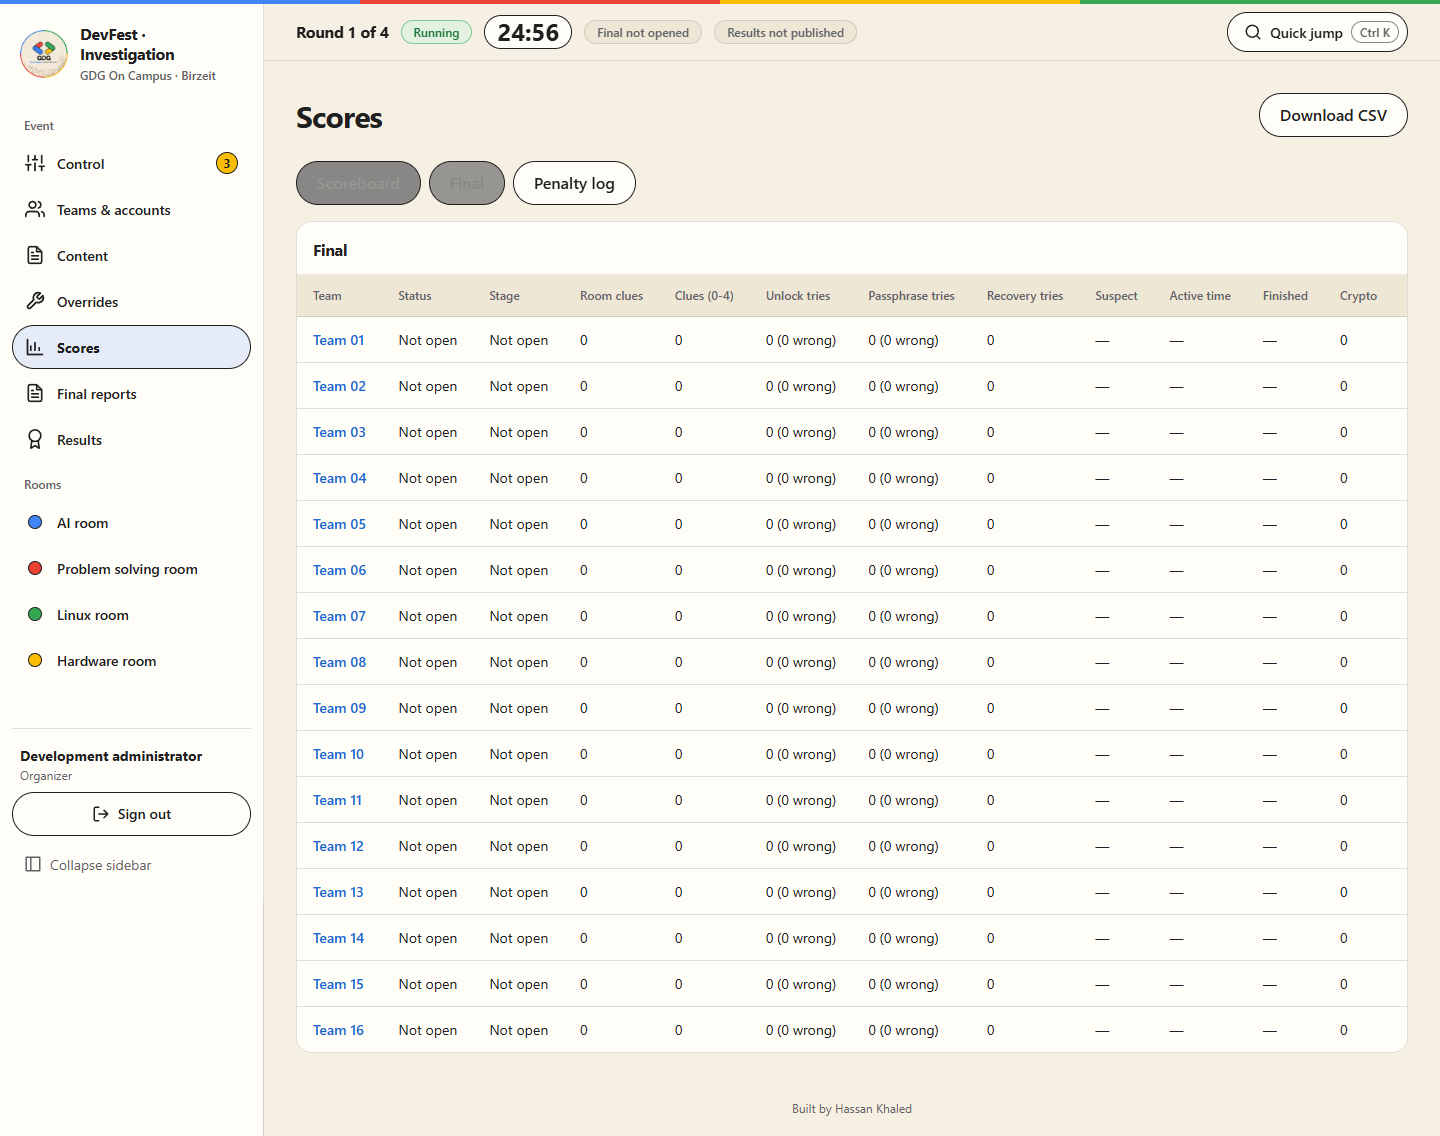 DevFest ·
Investigation
GDG On Campus · Birzeit
Event
Control 3
Teams & accounts
Content
Overrides
Scores
Final reports
Results
Rooms
AI room
Problem solving room
Linux room
Hardware room
Development administrator
Organizer
Sign out
Collapse sidebar
Round 1 of 4 Running 24:56 Final not opened Results not published Quick jump Ctrl K
Scores Download CSV
Scoreboard Final Penalty log
Final
Team Status Stage Room clues Clues (0-4) Unlock tries Passphrase tries Recovery tries Suspect Active time Finished Crypto
Team 01 Not open Not open 0 0 0 (0 wrong) 0 (0 wrong) 0 — — — 0
Team 02 Not open Not open 0 0 0 (0 wrong) 0 (0 wrong) 0 — — — 0
Team 03 Not open Not open 0 0 0 (0 wrong) 0 (0 wrong) 0 — — — 0
Team 04 Not open Not open 0 0 0 (0 wrong) 0 (0 wrong) 0 — — — 0
Team 05 Not open Not open 0 0 0 (0 wrong) 0 (0 wrong) 0 — — — 0
Team 06 Not open Not open 0 0 0 (0 wrong) 0 (0 wrong) 0 — — — 0
Team 07 Not open Not open 0 0 0 (0 wrong) 0 (0 wrong) 0 — — — 0
Team 08 Not open Not open 0 0 0 (0 wrong) 0 (0 wrong) 0 — — — 0
Team 09 Not open Not open 0 0 0 (0 wrong) 0 (0 wrong) 0 — — — 0
Team 10 Not open Not open 0 0 0 (0 wrong) 0 (0 wrong) 0 — — — 0
Team 11 Not open Not open 0 0 0 (0 wrong) 0 (0 wrong) 0 — — — 0
Team 12 Not open Not open 0 0 0 (0 wrong) 0 (0 wrong) 0 — — — 0
Team 13 Not open Not open 0 0 0 (0 wrong) 0 (0 wrong) 0 — — — 0
Team 14 Not open Not open 0 0 0 (0 wrong) 0 (0 wrong) 0 — — — 0
Team 15 Not open Not open 0 0 0 (0 wrong) 0 (0 wrong) 0 — — — 0
Team 16 Not open Not open 0 0 0 (0 wrong) 0 (0 wrong) 0 — — — 0
Built by Hassan Khaled